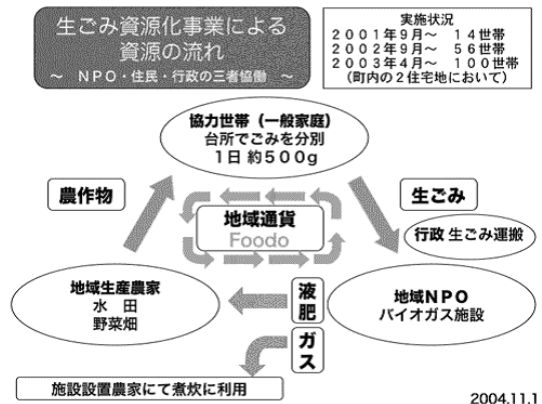 生ごみ資源化事業による
資源の流れ
～　ＮＰＯ・住民・行政の三者協働　～
実施状況
２００１年９月～　１４世帯
２００２年９月～　５６世帯
２００３年４月～　１００世帯
（町内の２住宅地において）
協力世帯（一般家庭）
台所でごみを分別
１日 約５００ｇ
農作物
生ごみ
地域通貨
Foodo
行政 生ごみ運搬
地域生産農家
水　田
野菜畑
液肥
地域ＮＰＯ
バイオガス施設
ガス
施設設置農家にて煮炊に利用
2004.11.1